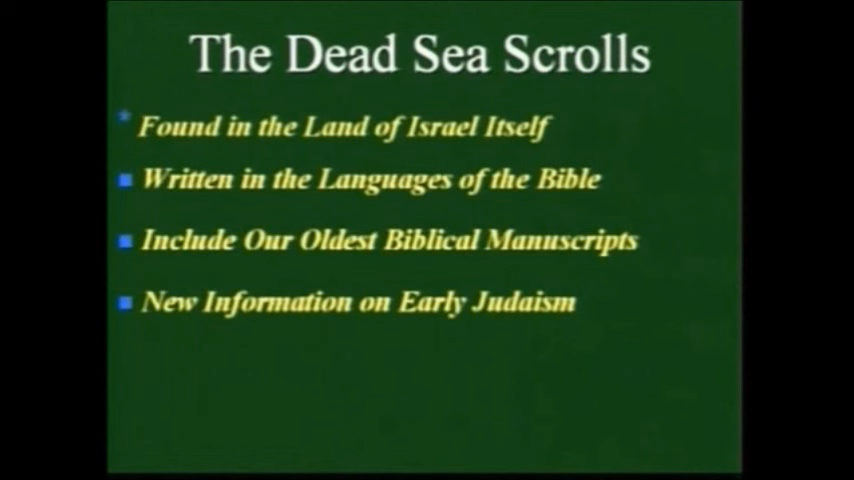 The Dead Sea Scrolls
* Found in the Land of Israel Itself
▪ Written in the Languages of the Bible
▪ Include Our Oldest Biblical Manuscripts
▪ New Information on Early Judaism